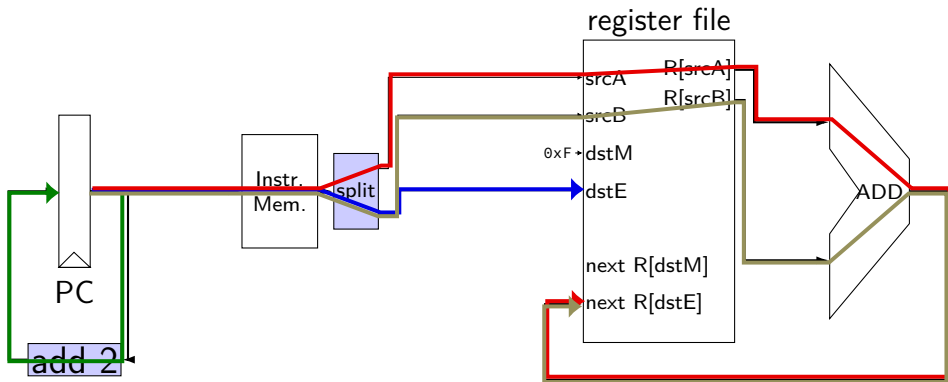 register file
srcA
R[srcA]
srcB
R[srcB]
0xF
dstM
Instr.
Mem.
split
dstE
ADD
PC
next R[dstM]
next R[dstE]
add 2